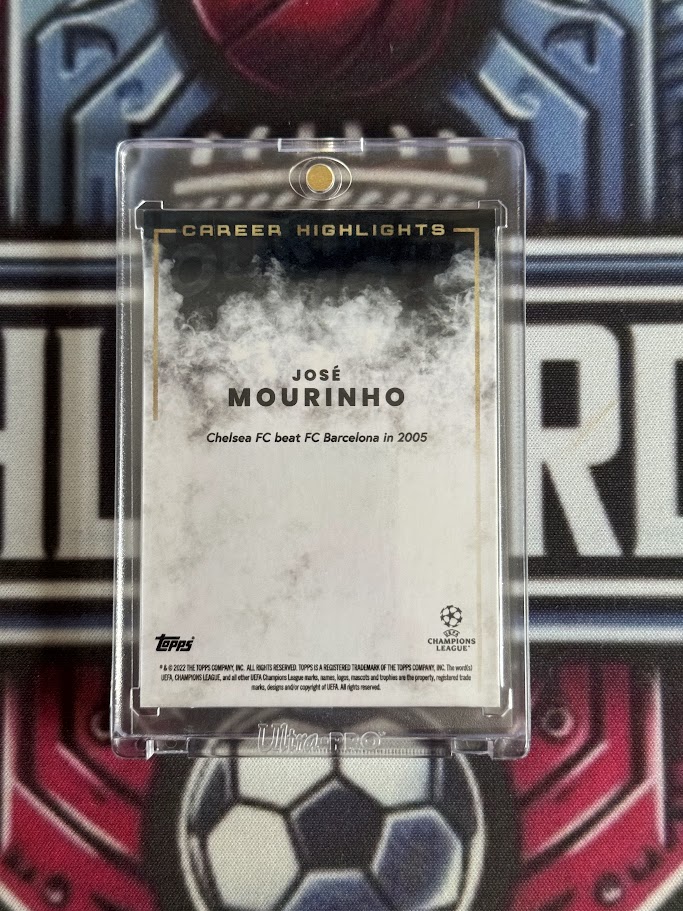 CAREER HIGHLIGHTS
JOSÉ
MOURINHO
Chelsea FC beat FC Barcelona in 2005
topps
UEFA
CHAMPIONS
LEAGUE
® & © 2022 THE TOPPS COMPANY, INC. ALL RIGHTS RESERVED. TOPPS IS A REGISTERED TRADEMARK OF THE TOPPS COMPANY, INC. The word(s)
UEFA, CHAMPIONS LEAGUE, and all other UEFA Champions League marks, names, logos, mascots and trophies are the property, registered trade
marks, designs and/or copyright of UEFA. All rights reserved.
Ultra-PRO